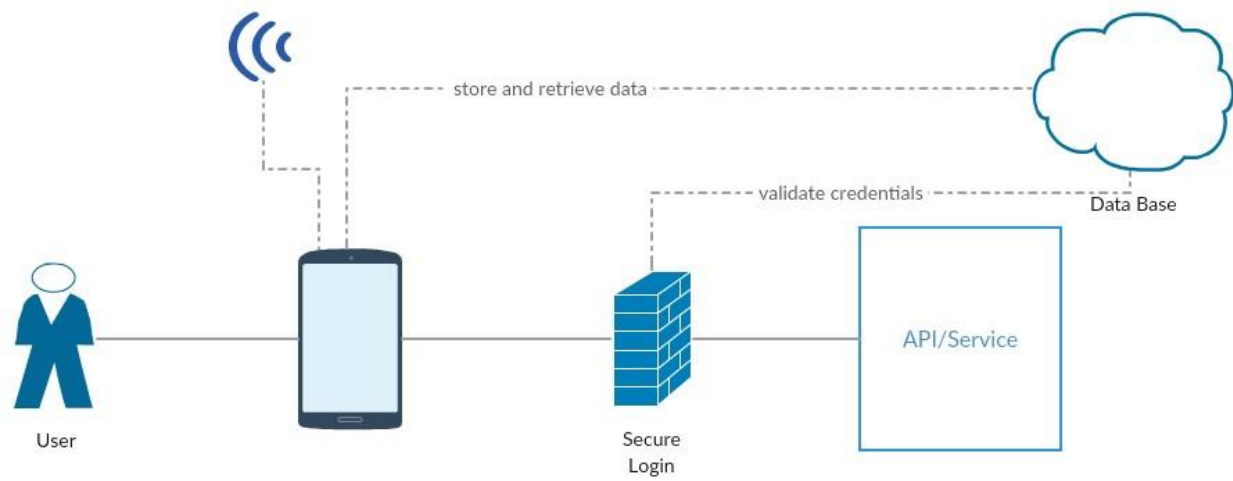 store and retrieve data
validate credentials
Data Base
API/Service
User
Secure
Login